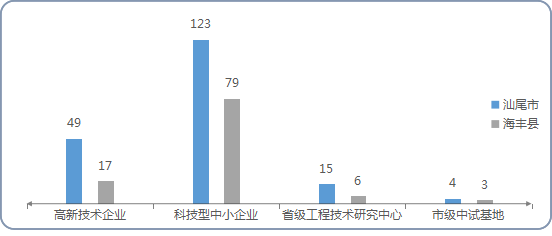 123
79
49
17
15
6
4
3
汕尾市
海丰县
高新技术企业
科技型中小企业
省级工程技术研究中心
市级中试基地